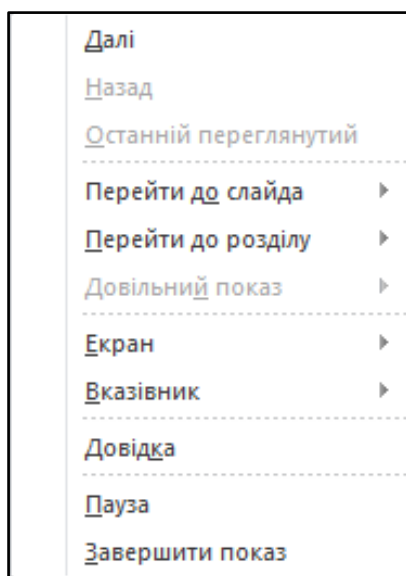 Далі
Назад
Останній переглянутий
Перейти до слайда
Перейти до розділу
Довільний показ
Екран
Вказівник
Довідка
Пауза
Завершити показ